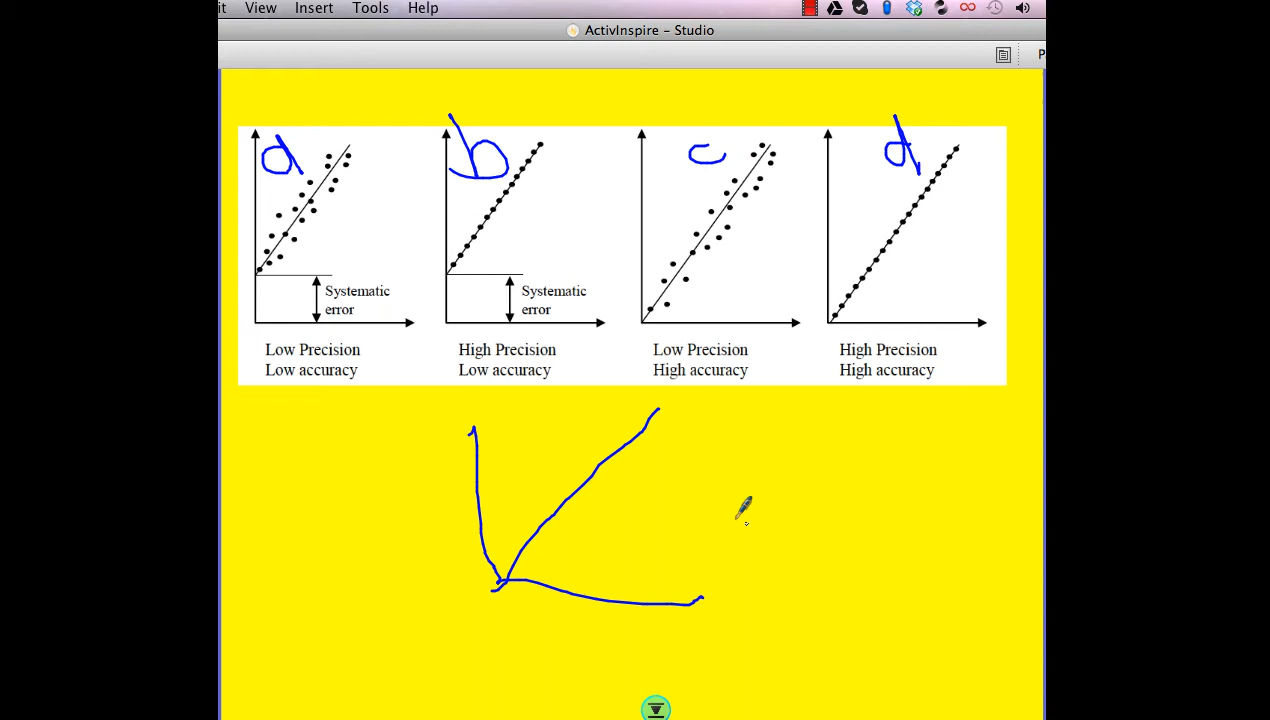 it View Insert Tools Help
ActivInspire - Studio
P
a b c d
Systematic
error
Systematic
error
Low Precision
Low accuracy
High Precision
Low accuracy
Low Precision
High accuracy
High Precision
High accuracy